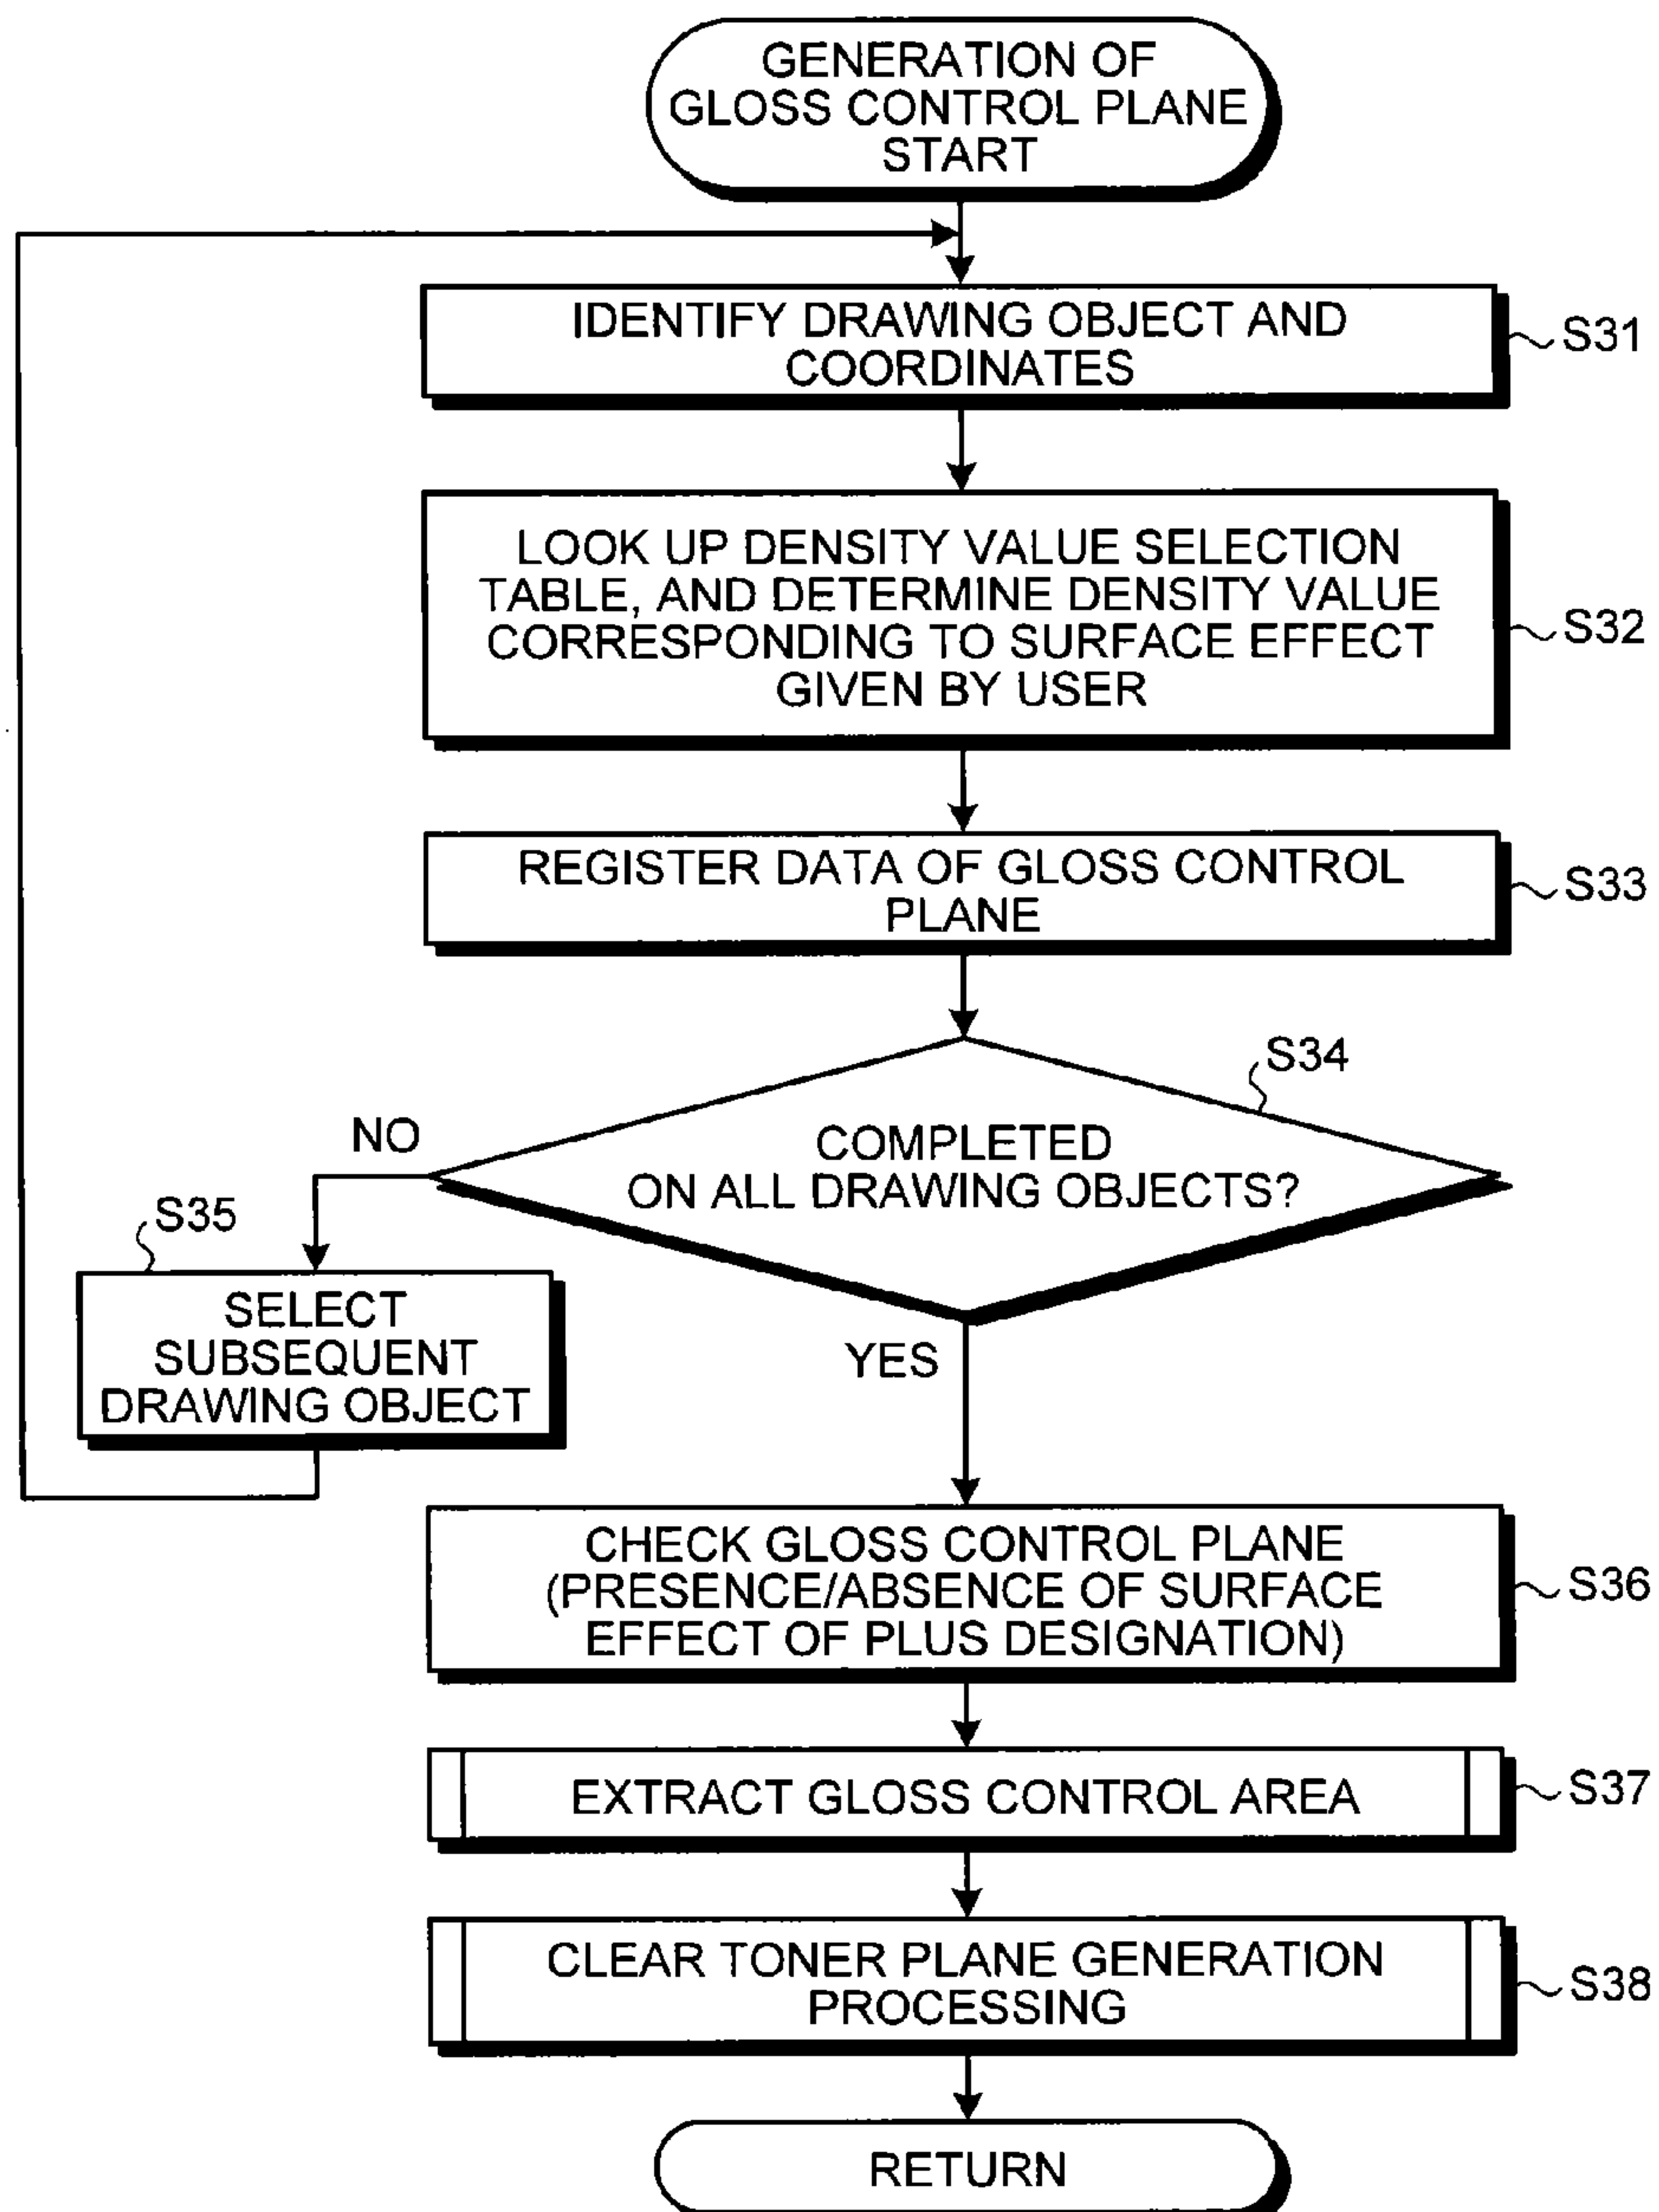 GENERATION OF
GLOSS CONTROL PLANE
START
IDENTIFY DRAWING OBJECT AND
COORDINATES
S31
LOOK UP DENSITY VALUE SELECTION
TABLE, AND DETERMINE DENSITY VALUE
CORRESPONDING TO SURFACE EFFECT
GIVEN BY USER
S32
REGISTER DATA OF GLOSS CONTROL
PLANE
S33
S34
COMPLETED
ON ALL DRAWING OBJECTS?
NO
S35
SELECT
SUBSEQUENT
DRAWING OBJECT
YES
CHECK GLOSS CONTROL PLANE
(PRESENCE/ABSENCE OF SURFACE
EFFECT OF PLUS DESIGNATION)
S36
EXTRACT GLOSS CONTROL AREA
S37
CLEAR TONER PLANE GENERATION
PROCESSING
S38
RETURN